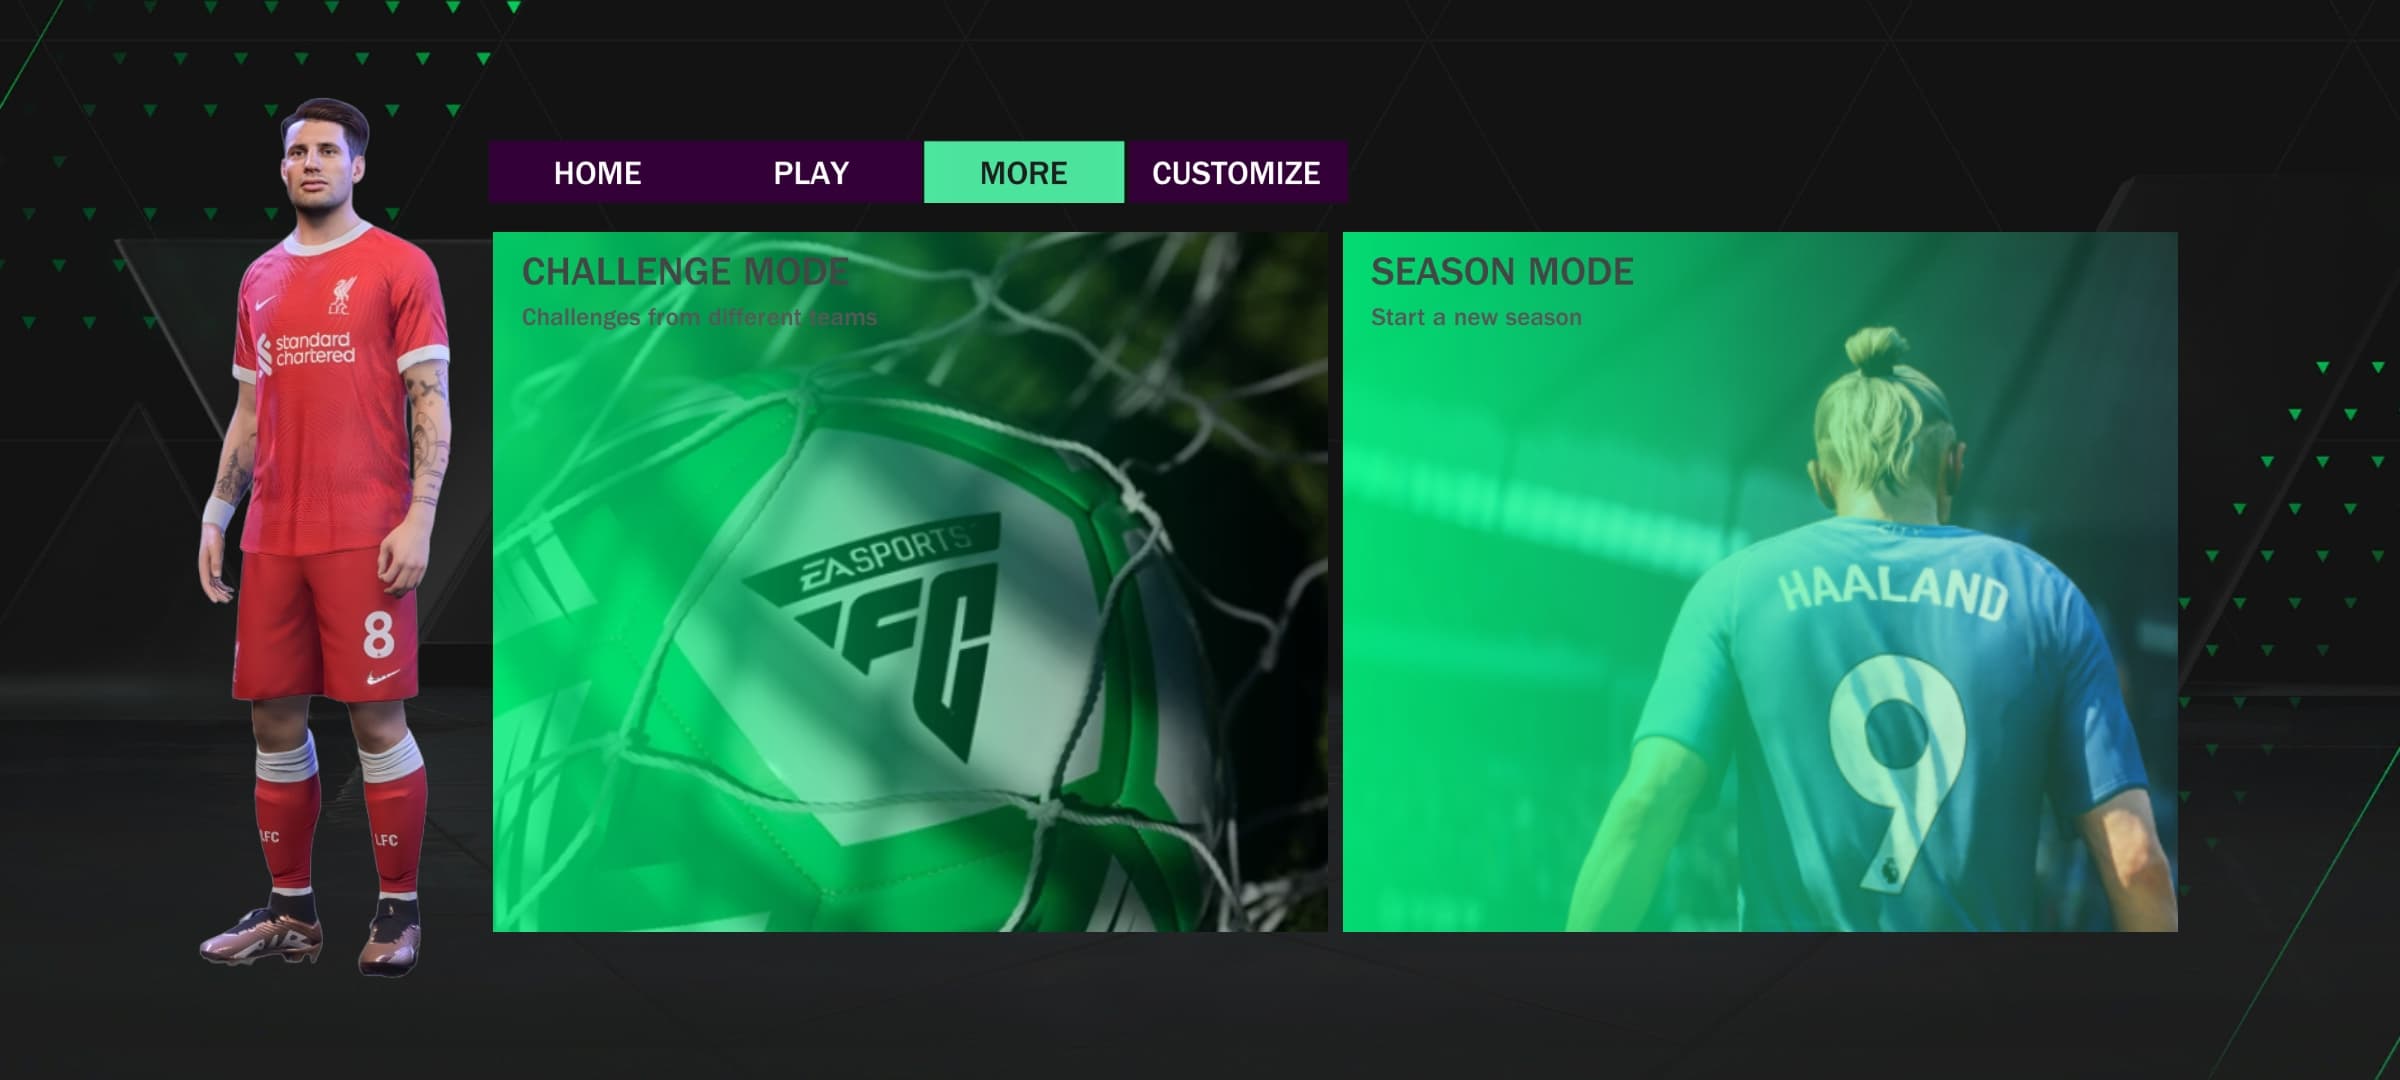 HOME PLAY MORE CUSTOMIZE
CHALLENGE MODE
Challenges from different teams
SEASON MODE
Start a new season
L.F.C.
standard
chartered
8
LFC
LFC
EA SPORTS
FC
HAALAND
9